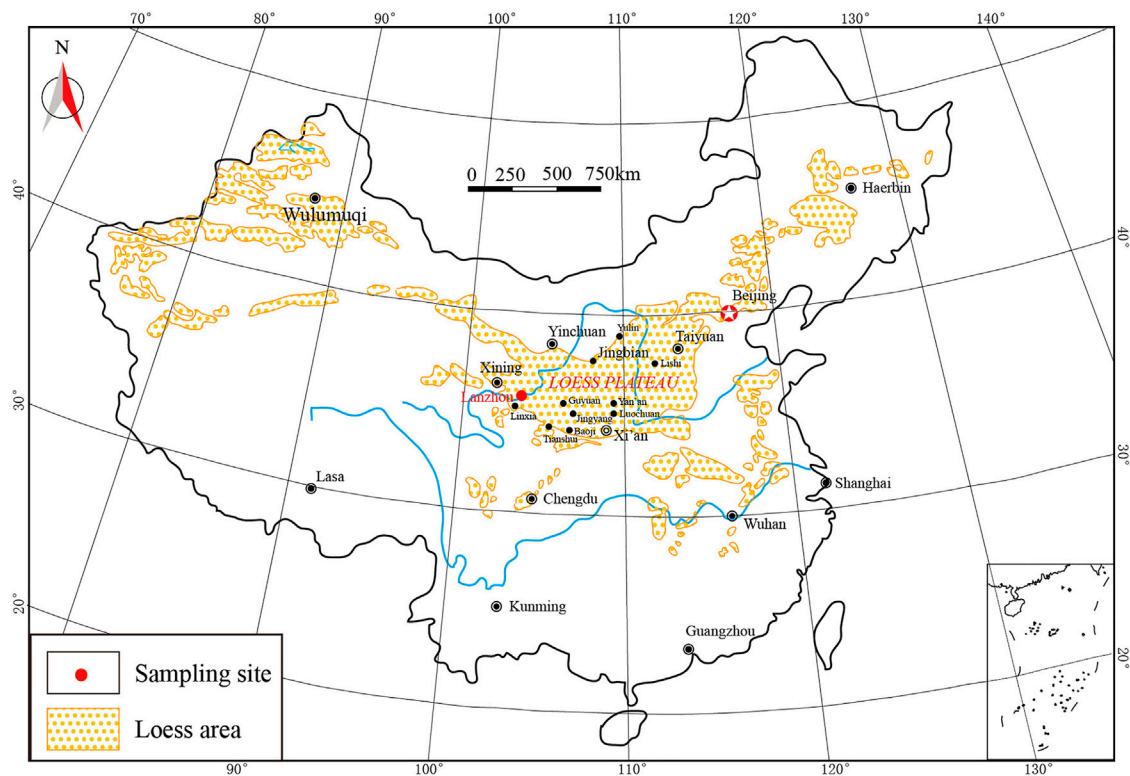 70°
80°
90°
100°
110°
120°
130°
140°
N
0 250 500 750km
40°
Haerbin
Wulumuqi
40°
Beijing
Yulin
Yinchuan
Taiyuan
Jingbian
Lishi
Xining
LOESS PLATEAU
Lanzhou
Guyuan
Yan'an
Linxia
Jingyang
Luochuan
30°
Tianshui
Baoji
Xi'an
30°
Lasa
Shanghai
Chengdu
Wuhan
20°
Kunming
Guangzhou
20°
Sampling site
Loess area
90°
100°
110°
120°
130°